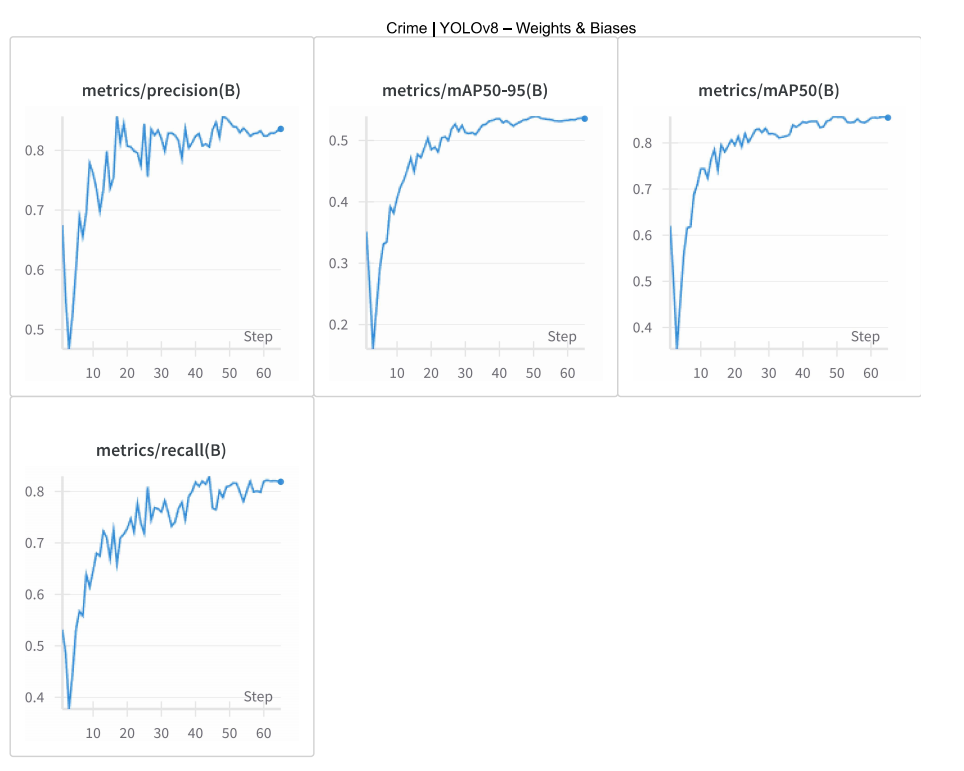 Crime | YOLOv8 – Weights & Biases
metrics/precision(B)
0.8
0.7
0.6
0.5
Step
10 20 30 40 50 60
metrics/mAP50-95(B)
0.5
0.4
0.3
0.2
Step
10 20 30 40 50 60
metrics/mAP50(B)
0.8
0.7
0.6
0.5
0.4
Step
10 20 30 40 50 60
metrics/recall(B)
0.8
0.7
0.6
0.5
0.4
Step
10 20 30 40 50 60